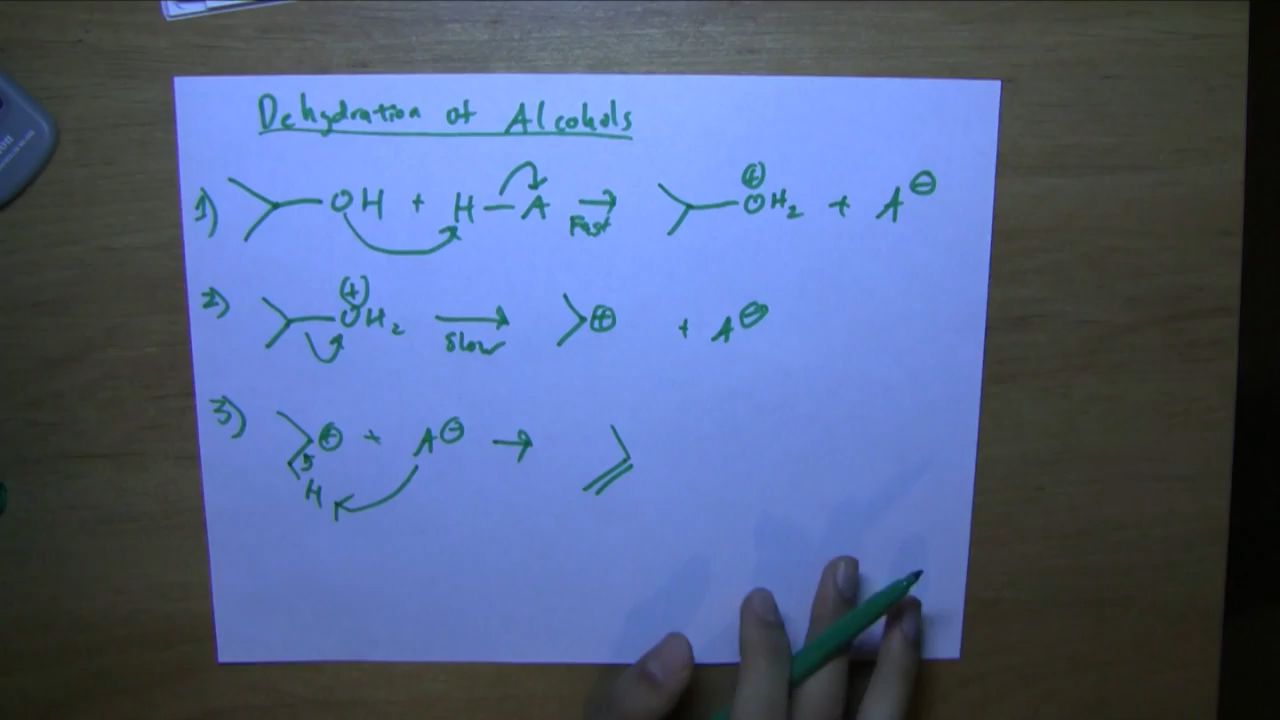 Dehydration of Alcohols
1) OH + H-A → Fast ⊕OH₂ + A⊖
2) ⊕OH₂ → Slow ⊕ + A⊖
3) ⊕ + A⊖ →
H